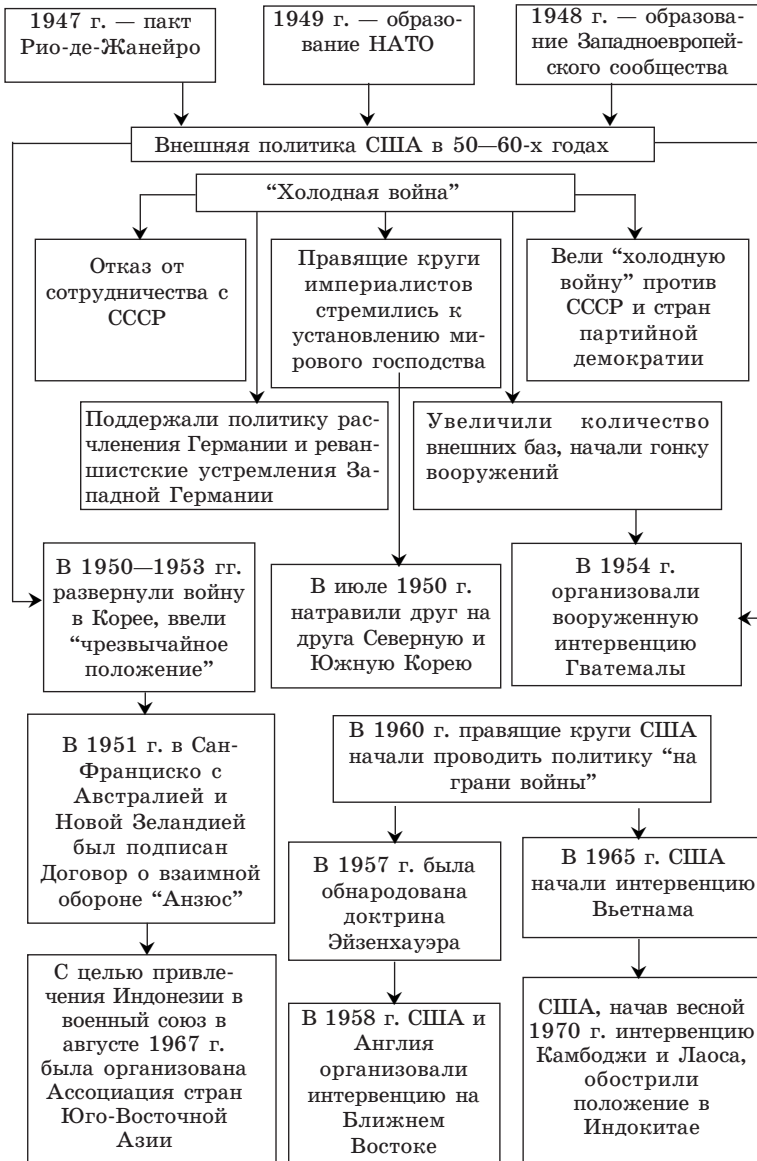 1947 г. — пакт
Рио-де-Жанейро
1949 г. — образо-
вание НАТО
1948 г. — образова-
ние Западноевропей-
ского сообщества
Внешняя политика США в 50—60-х годах
“Холодная война”
Отказ от
сотрудничества с
СССР
Правящие круги
империалистов
стремились к
установлению ми-
рового господства
Вели “холодную
войну” против
СССР и стран
партийной
демократии
Поддержали политику рас-
членения Германии и реван-
шистские устремления За-
падной Германии
Увеличили количество
внешних баз, начали гонку
вооружений
В 1950—1953 гг.
развернули войну
в Корее, ввели
“чрезвычайное
положение”
В июле 1950 г.
натравили друг на
друга Северную и
Южную Корею
В 1954 г.
организовали
вооруженную
интервенцию
Гватемалы
В 1951 г. в Сан-
Франциско с
Австралией и
Новой Зеландией
был подписан
Договор о взаимной
обороне “Анзюс”
В 1960 г. правящие круги США
начали проводить политику “на
грани войны”
В 1957 г. была
обнародована
доктрина
Эйзенхауэра
В 1965 г. США
начали интервенцию
Вьетнама
С целью привле-
чения Индонезии в
военный союз в
августе 1967 г.
была организована
Ассоциация стран
Юго-Восточной
Азии
В 1958 г. США и
Англия
организовали
интервенцию на
Ближнем
Востоке
США, начав весной
1970 г. интервенцию
Камбоджи и Лаоса,
обострили
положение в
Индокитае